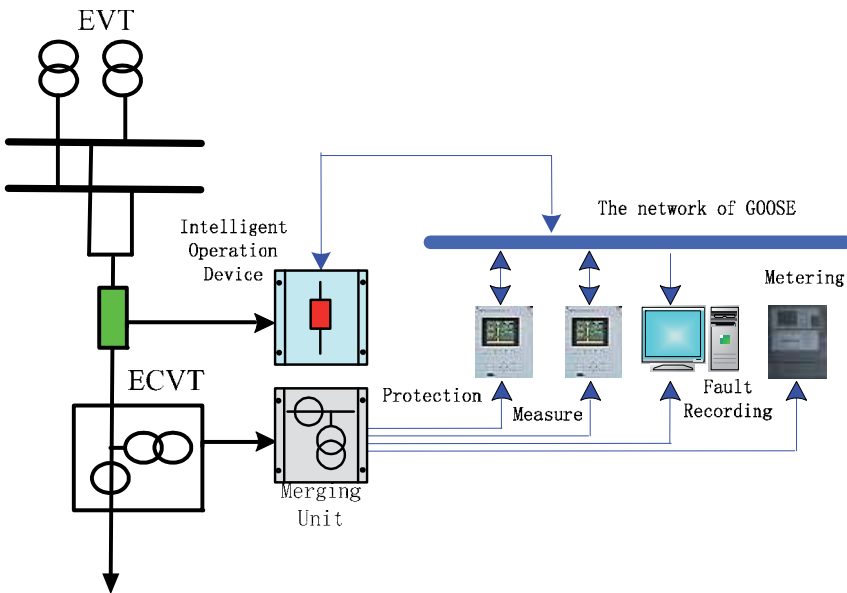 EVT
The network of GOOSE
Intelligent
Operation
Device
Metering
ECVT
Protection
Measure
Fault
Recording
Merging
Unit